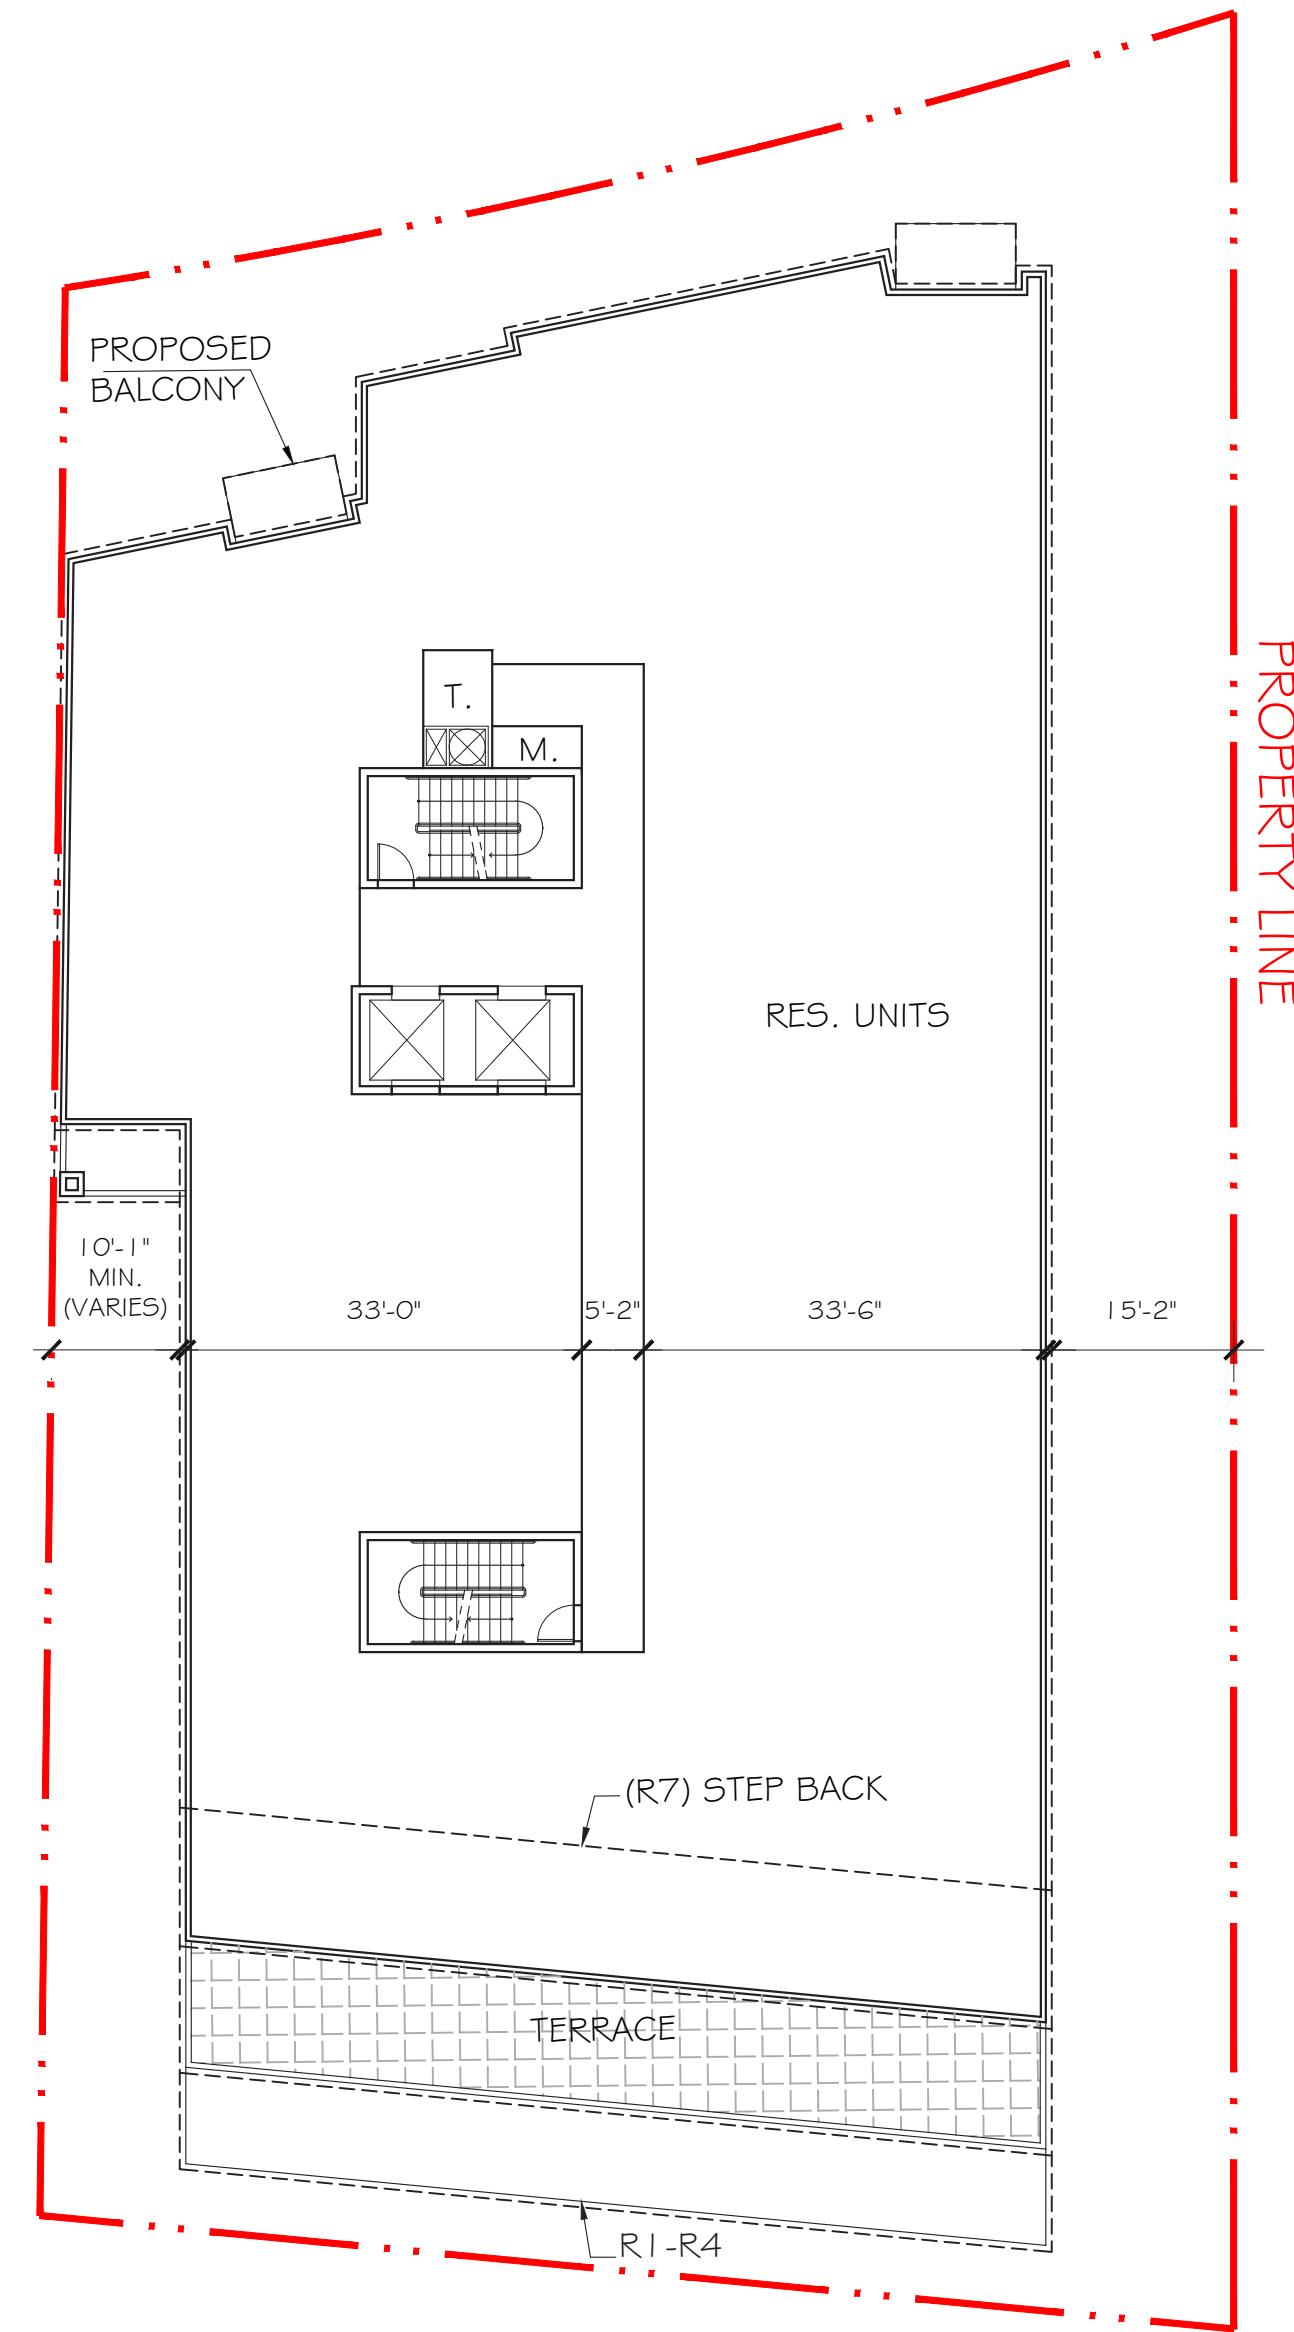 PROPOSED
BALCONY
PROPERTY LINE
T.
M.
RES. UNITS
10'-1"
MIN.
(VARIES)
33'-0"
5'-2"
33'-6"
15'-2"
(R7) STEP BACK
TERRACE
R1-R4